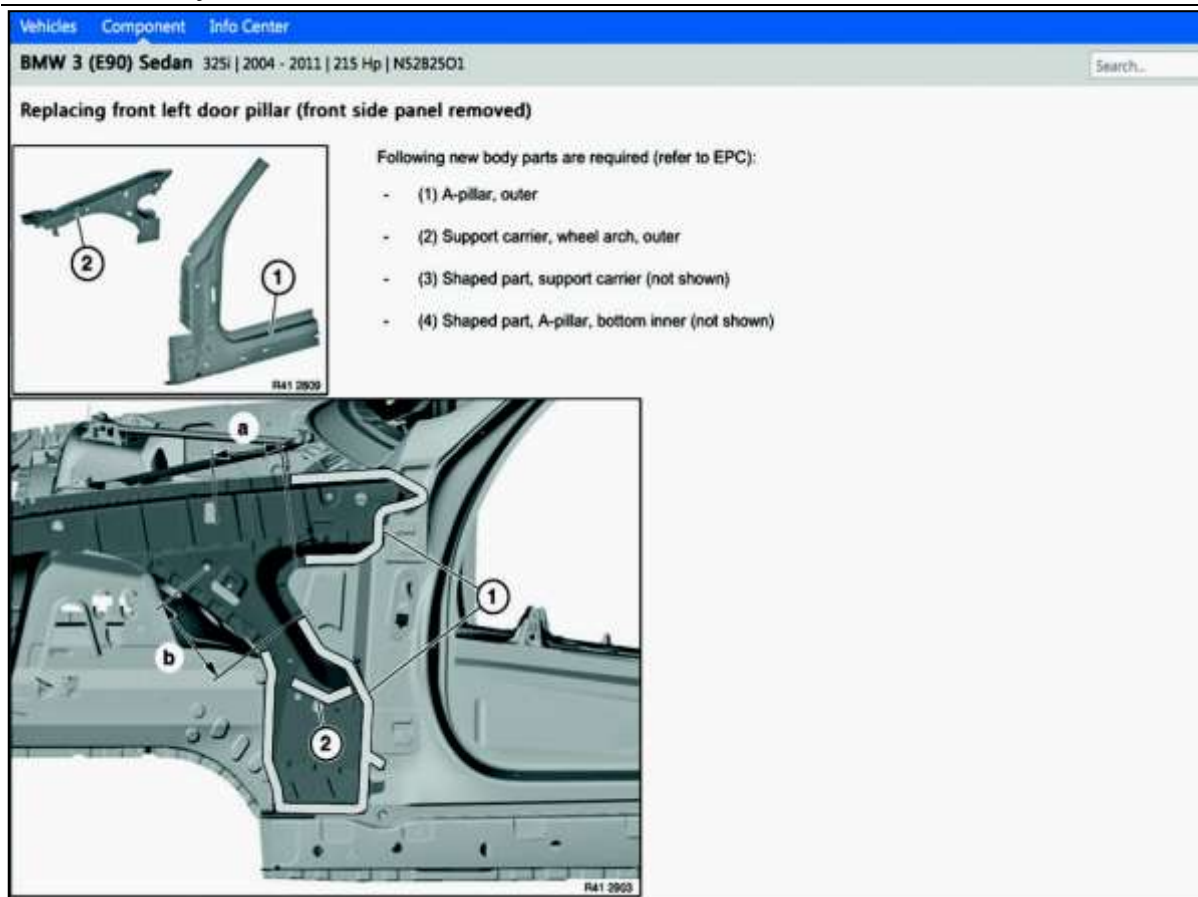 Vehicles Component Info Center
BMW 3 (E90) Sedan 325i | 2004 - 2011 | 215 Hp | N52B25O1
Search...
Replacing front left door pillar (front side panel removed)
Following new body parts are required (refer to EPC):
- (1) A-pillar, outer
- (2) Support carrier, wheel arch, outer
- (3) Shaped part, support carrier (not shown)
- (4) Shaped part, A-pillar, bottom inner (not shown)
2
1
R41 2809
a
1
b
2
R41 2903